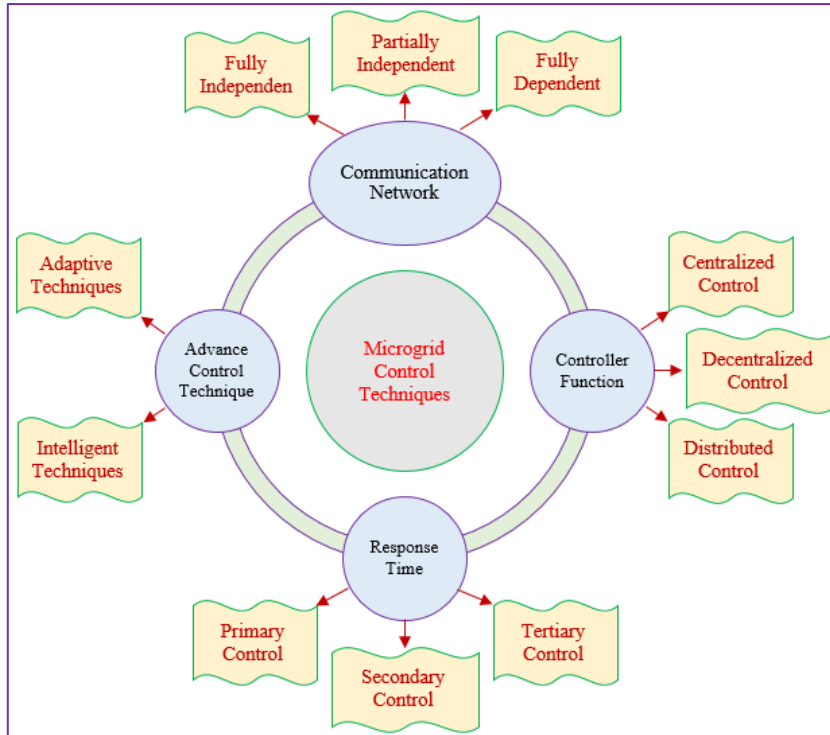 Partially
Independent
Fully
Independen
Fully
Dependent
Communication
Network
Adaptive
Techniques
Centralized
Control
Advance
Control
Technique
Microgrid
Control
Techniques
Controller
Function
Decentralized
Control
Intelligent
Techniques
Distributed
Control
Response
Time
Primary
Control
Tertiary
Control
Secondary
Control